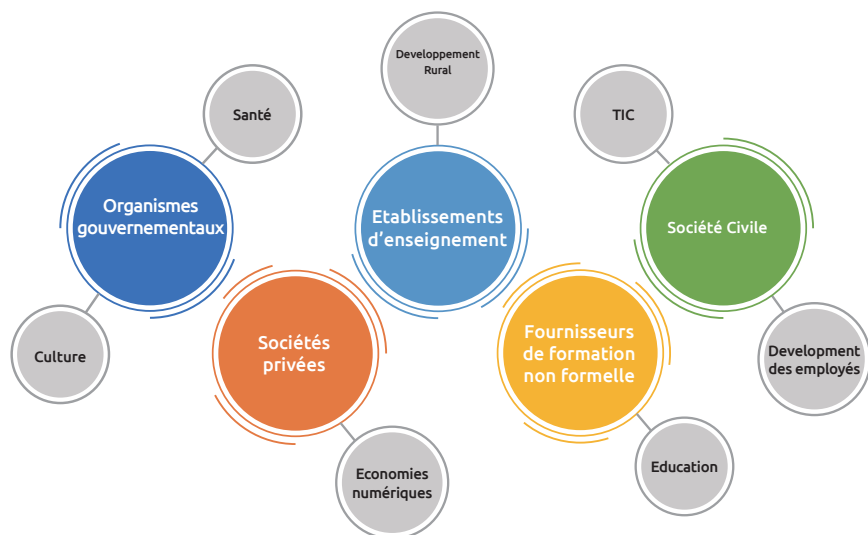 Developpement
Rural
Santé
TIC
Organismes
gouvernementaux
Etablissements
d’enseignement
Société Civile
Culture
Sociétés
privées
Fournisseurs
de formation
non formelle
Development
des employés
Economies
numériques
Education